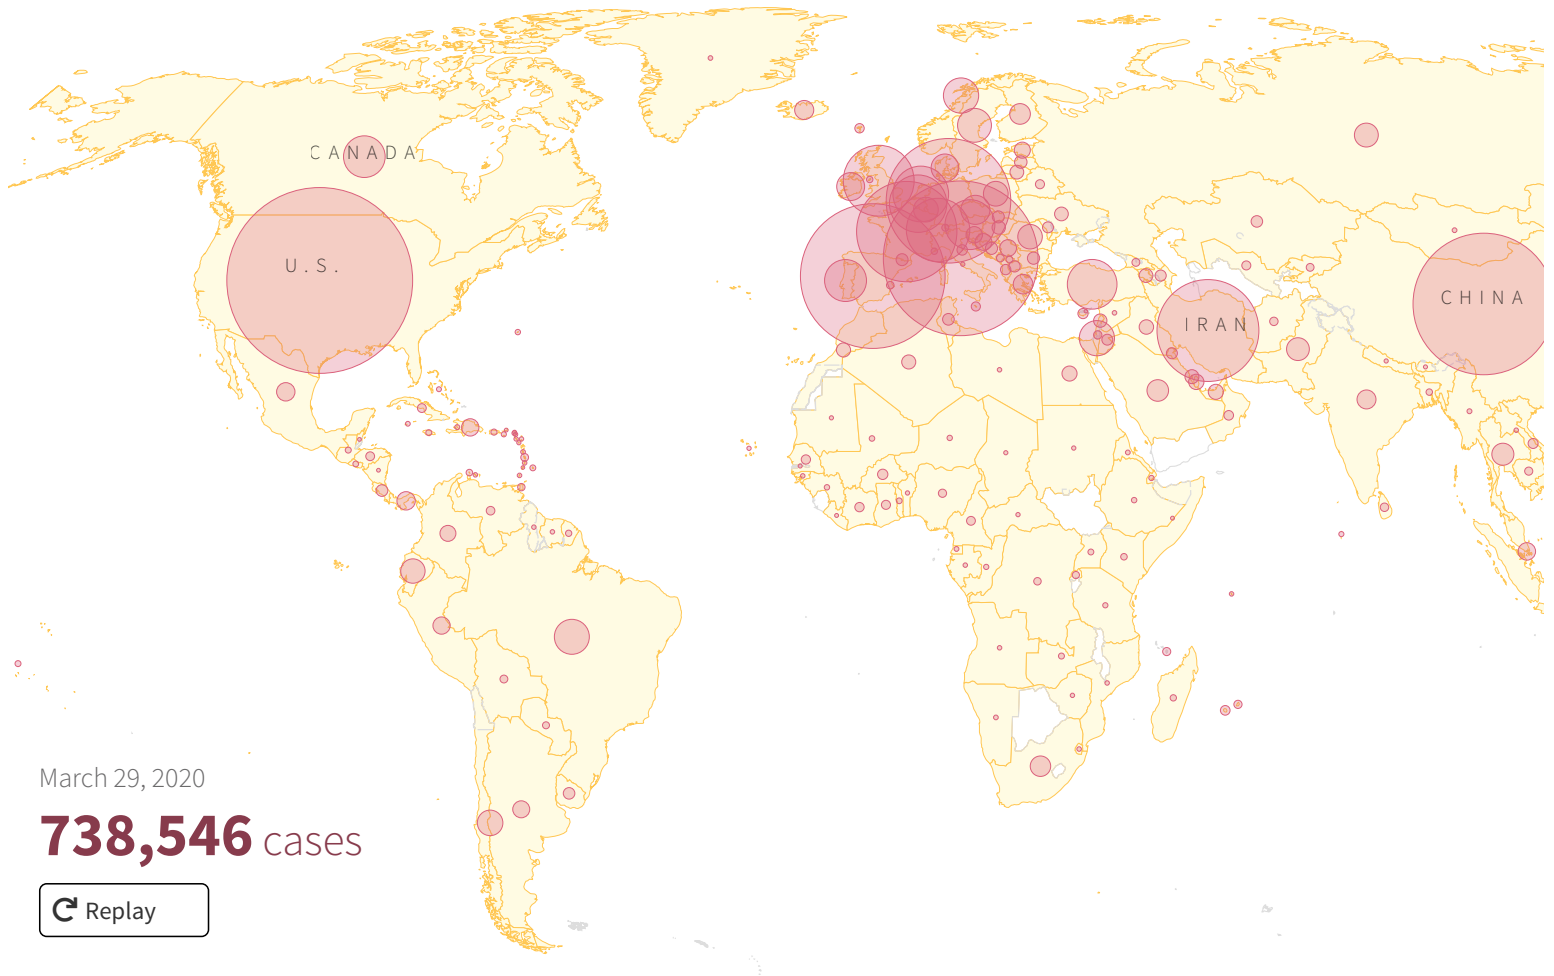 CANADA
U.S.
IRAN
CHINA
March 29, 2020
738,546 cases
Replay